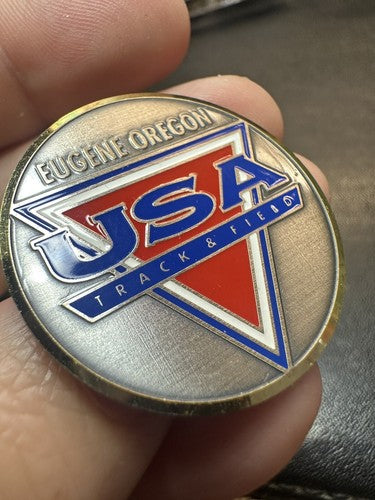 EUGENE OREGON
USA
TRACK & FIELD